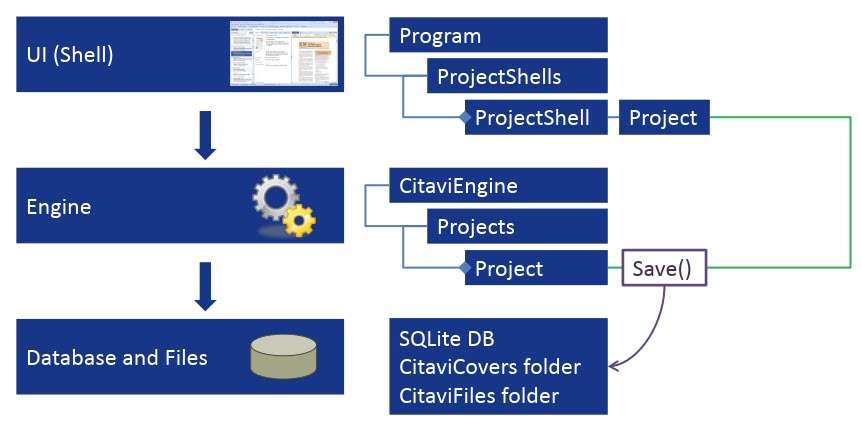 UI (Shell)
Program
ProjectShells
ProjectShell
Project
Engine
CitaviEngine
Projects
Project
Save()
Database and Files
SQLite DB
CitaviCovers folder
CitaviFiles folder